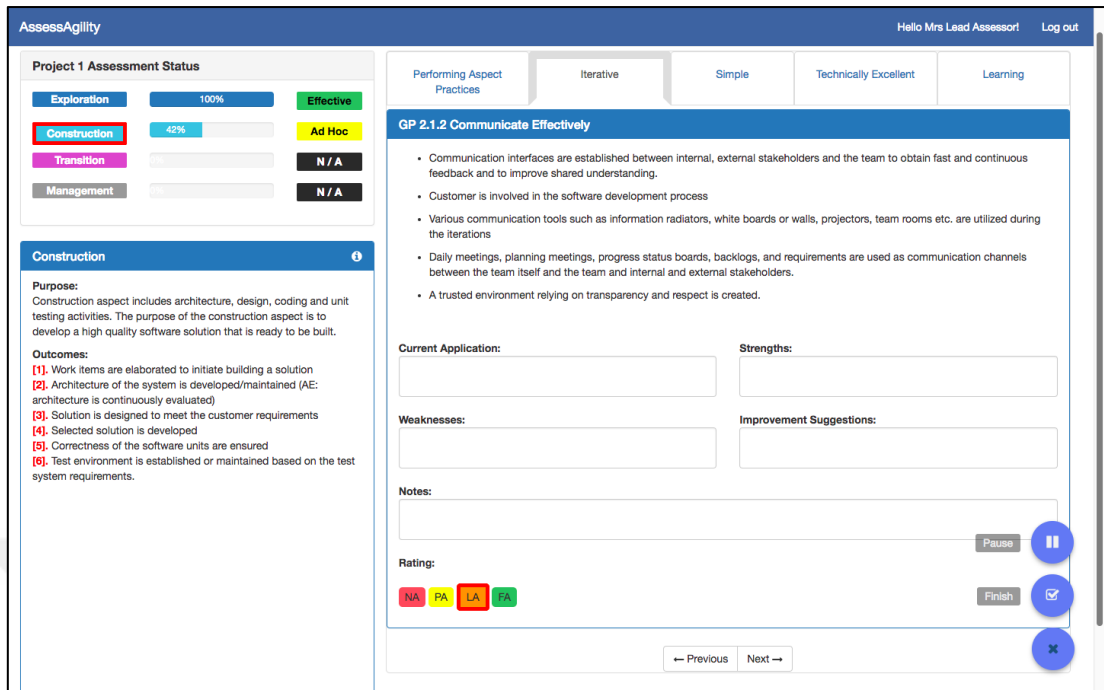 AssessAgility
Hello Mrs Lead Assessor!
Log out
Project 1 Assessment Status
Exploration
100%
Effective
Construction
42%
Ad Hoc
Transition
N / A
Management
N / A
Construction
Purpose:
Construction aspect includes architecture, design, coding and unit
testing activities. The purpose of the construction aspect is to
develop a high quality software solution that is ready to be built.
Outcomes:
[1]. Work items are elaborated to initiate building a solution
[2]. Architecture of the system is developed/maintained (AE:
architecture is continuously evaluated)
[3]. Solution is designed to meet the customer requirements
[4]. Selected solution is developed
[5]. Correctness of the software units are ensured
[6]. Test environment is established or maintained based on the test
system requirements.
Performing Aspect
Practices
Iterative
Simple
Technically Excellent
Learning
GP 2.1.2 Communicate Effectively
• Communication interfaces are established between internal, external stakeholders and the team to obtain fast and continuous
feedback and to improve shared understanding.
• Customer is involved in the software development process
• Various communication tools such as information radiators, white boards or walls, projectors, team rooms etc. are utilized during
the iterations
• Daily meetings, planning meetings, progress status boards, backlogs, and requirements are used as communication channels
between the team itself and the team and internal and external stakeholders.
• A trusted environment relying on transparency and respect is created.
Current Application:
Strengths:
Weaknesses:
Improvement Suggestions:
Notes:
Pause
Rating:
NA PA LA FA
Finish
← Previous
Next →